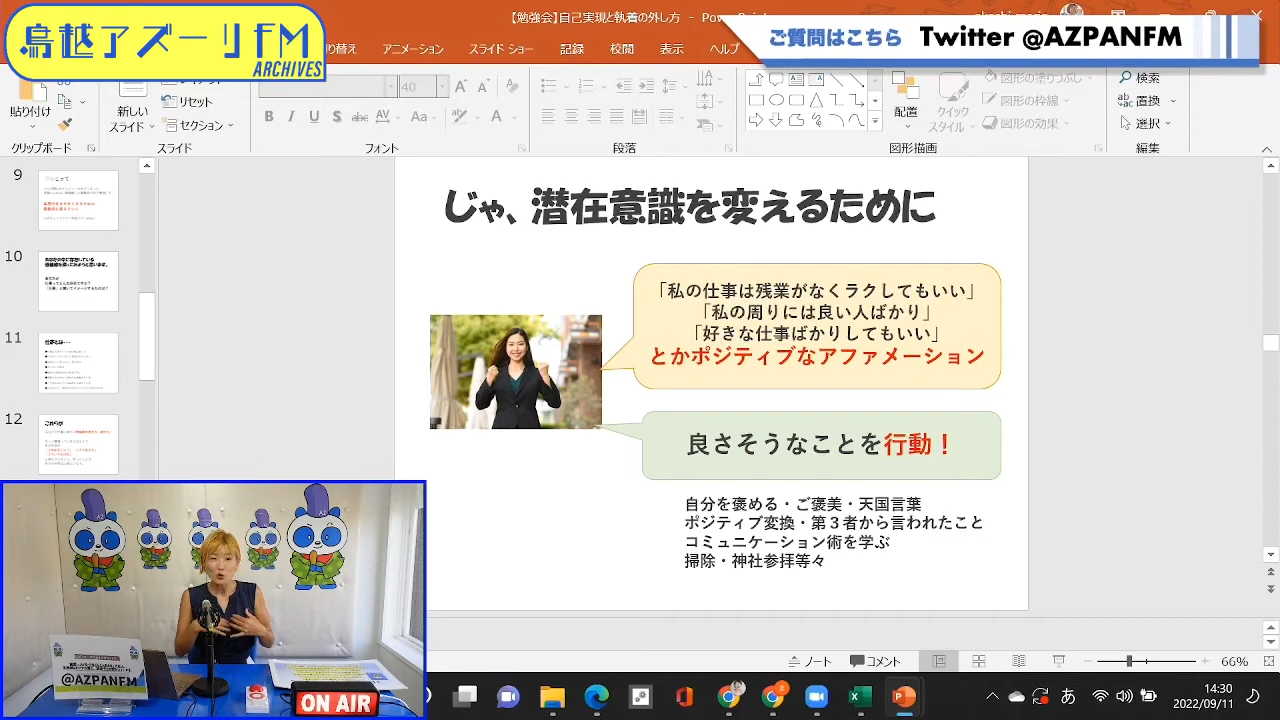 【勉強会】自己実現と執着の外し方 - Po
ご質問はこちら Twitter @AZPANFM
鳥越アズーリFM
ARCHIVES
アニメーション スライド ショー 記録 校閲 表示 ヘルプ
貼り付け
クリップボード
新しい
スライド
リセット
セクション
スライド
40
フォント
段落
配置
クイック
スタイル
図形の塗りつぶし
図形の枠線
図形の効果
図形描画
検索
置換
選択
編集
9
10
11
12
仕事とは・・・
これらが
じゃ、潜在意識を変えるために
「私の仕事は残業がなくラクしてもいい」
「私の周りには良い人ばかり」
「好きな仕事ばかりしてもいい」
とかポジティブなアファメーション
良さそうなことを行動！
自分を褒める・ご褒美・天国言葉
ポジティブ変換・第３者から言われたこと
コミュニケーション術を学ぶ
掃除・神社参拝等々
@AZPANFM
ON AIR
ノート コメント
66%
あ
14:30
2022/09/11